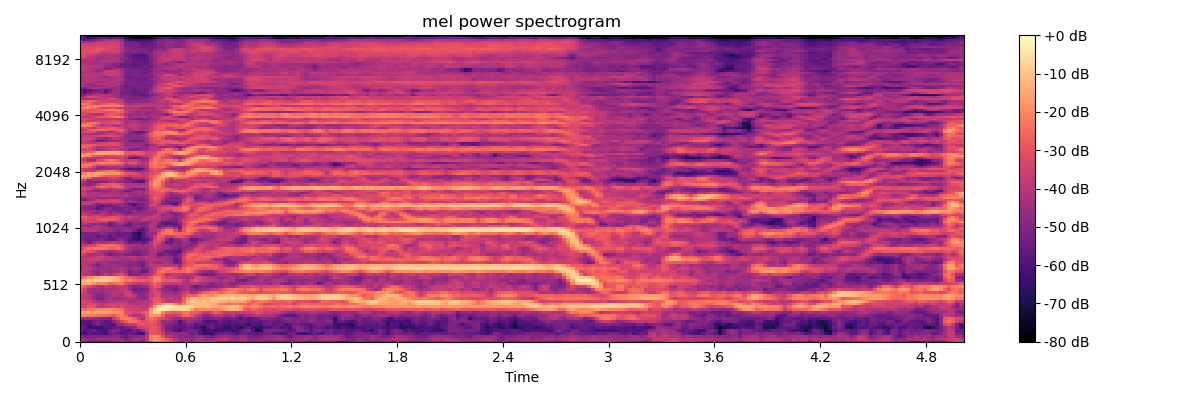 mel power spectrogram
Hz
8192
4096
2048
1024
512
0
0 0.6 1.2 1.8 2.4 3 3.6 4.2 4.8
Time
+0 dB
-10 dB
-20 dB
-30 dB
-40 dB
-50 dB
-60 dB
-70 dB
-80 dB